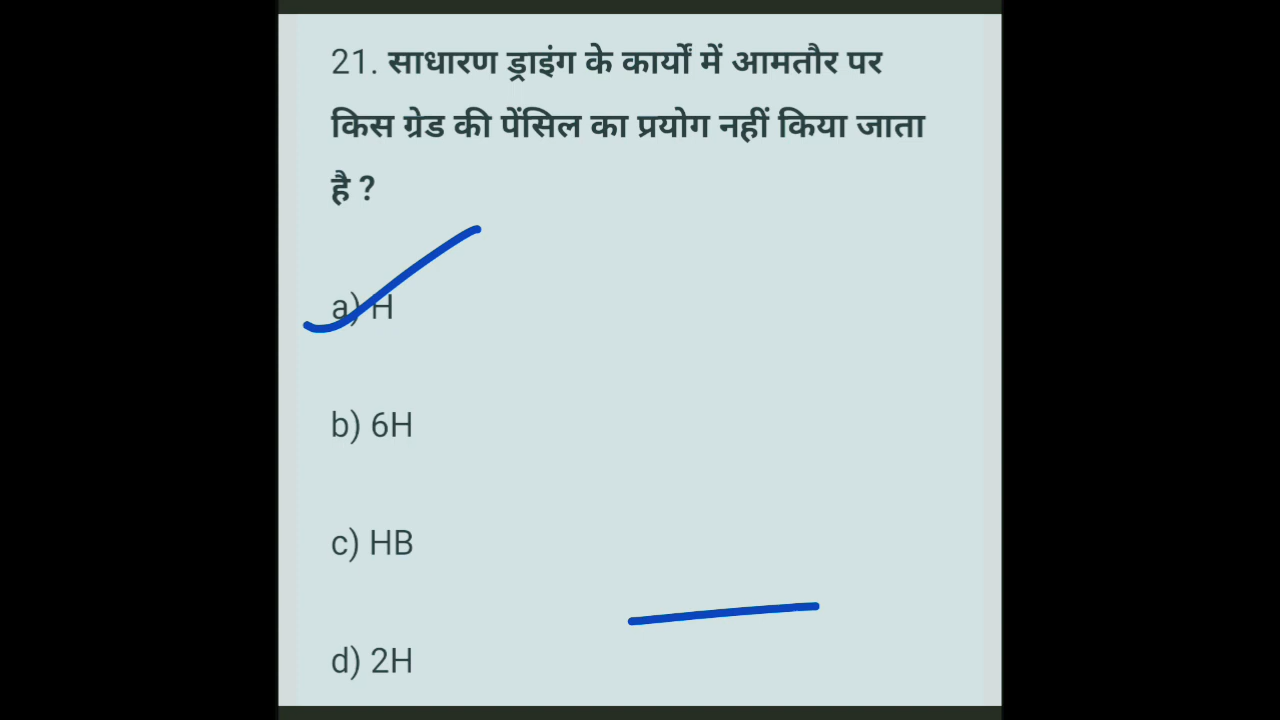 21. साधारण ड्राइंग के कार्यों में आमतौर पर
किस ग्रेड की पेंसिल का प्रयोग नहीं किया जाता
है ?
a) H
b) 6H
c) HB
d) 2H